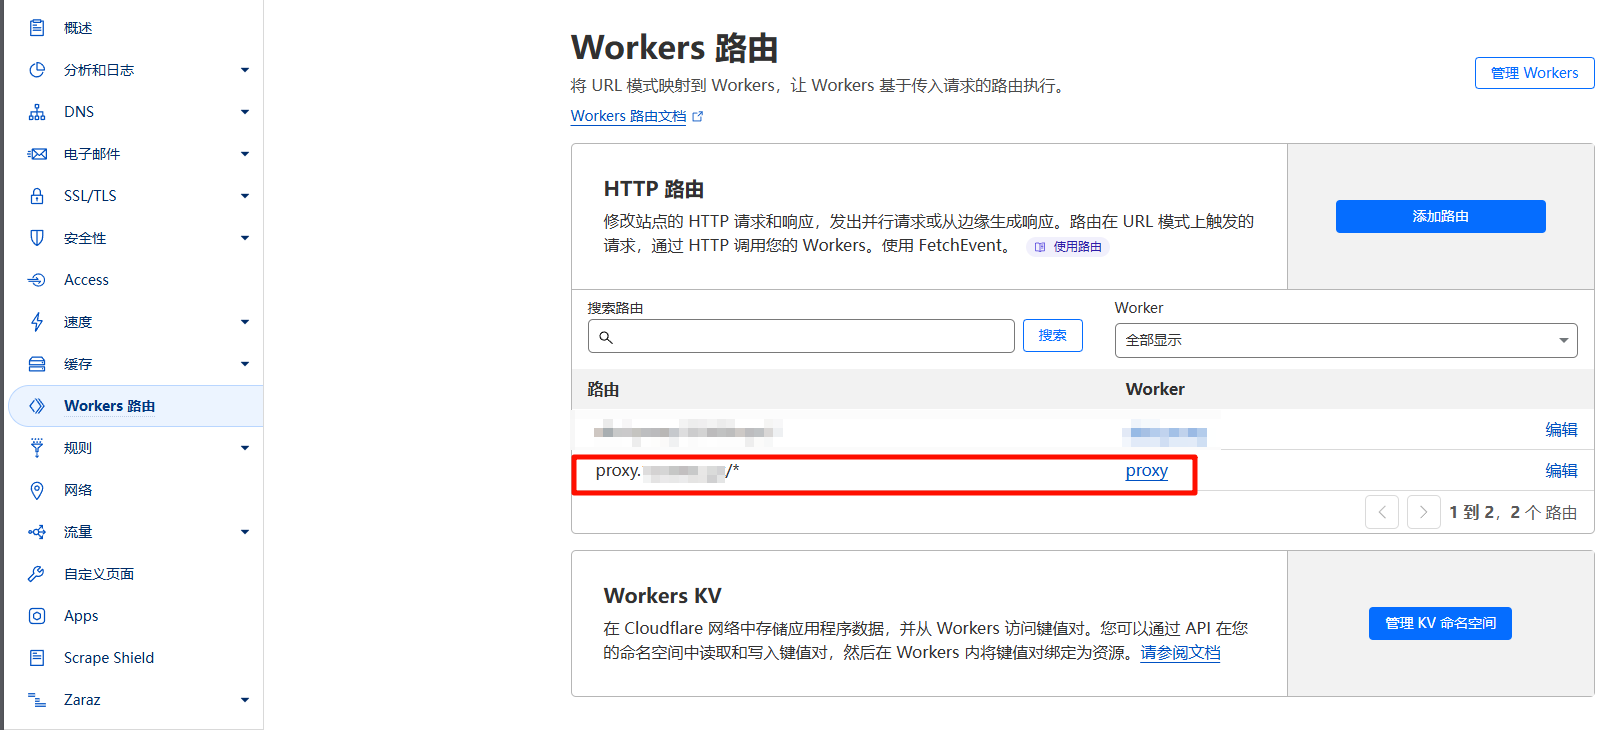 概述
分析和日志
DNS
电子邮件
SSL/TLS
安全性
Access
速度
缓存
Workers 路由
规则
网络
流量
自定义页面
Apps
Scrape Shield
Zaraz
Workers 路由
将 URL 模式映射到 Workers，让 Workers 基于传入请求的路由执行。
Workers 路由文档
管理 Workers
HTTP 路由
修改站点的 HTTP 请求和响应，发出并行请求或从边缘生成响应。路由在 URL 模式上触发的
请求，通过 HTTP 调用您的 Workers。使用 FetchEvent。 使用路由
添加路由
搜索路由
搜索
Worker
全部显示
路由 Worker
编辑
proxy. /* proxy 编辑
1 到 2，2 个 路由
Workers KV
在 Cloudflare 网络中存储应用程序数据，并从 Workers 访问键值对。您可以通过 API 在您
的命名空间中读取和写入键值对，然后在 Workers 内将键值对绑定为资源。请参阅文档
管理 KV 命名空间